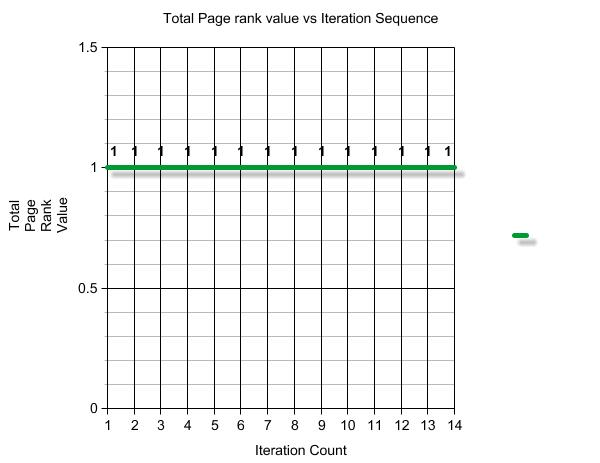 Total Page rank value vs Iteration Sequence
1.5
1 1 1 1 1 1 1 1 1 1 1 1 1 1
1
Total
Page
Rank
Value
0.5
0
1 2 3 4 5 6 7 8 9 10 11 12 13 14
Iteration Count